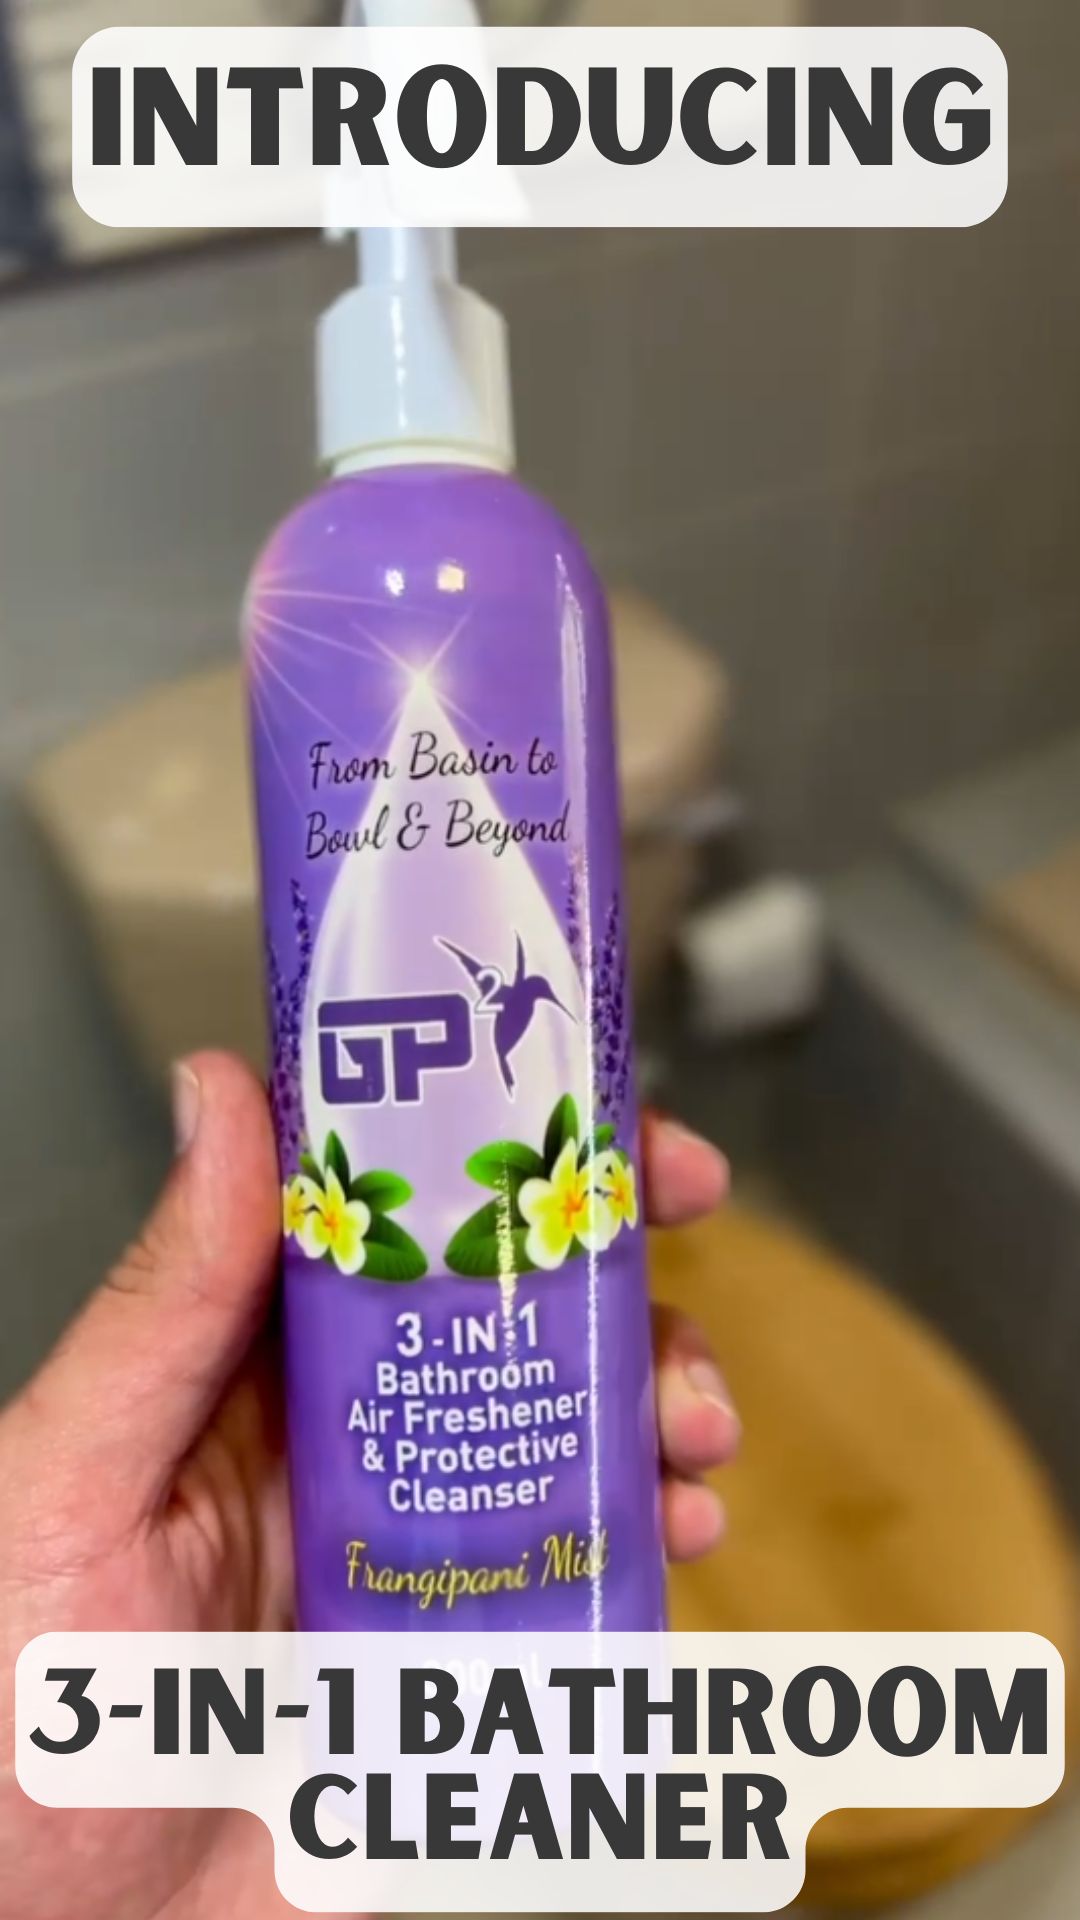 INTRODUCING
From Basin to
Bowl & Beyond
GP²
3-IN-1
Bathroom
Air Freshener
& Protective
Cleanser
Frangipani Mist
3-IN-1 BATHROOM
CLEANER